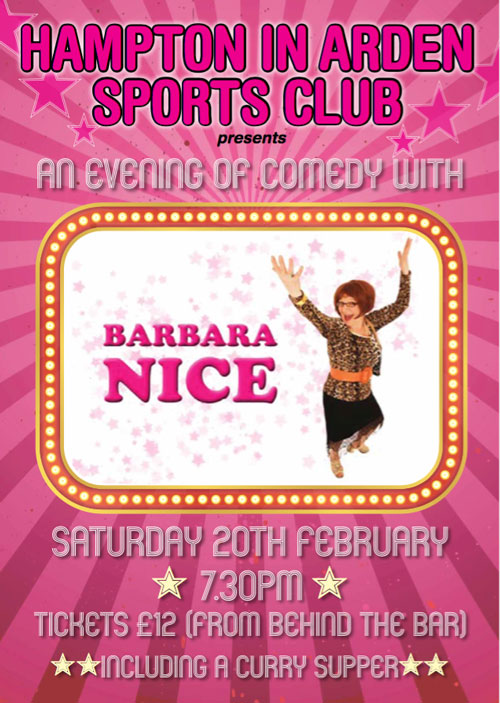 HAMPTON IN ARDEN
SPORTS CLUB
presents
AN EVENING OF COMEDY WITH
BARBARA
NICE
SATURDAY 20TH FEBRUARY
7.30PM
TICKETS £12 (FROM BEHIND THE BAR)
INCLUDING A CURRY SUPPER